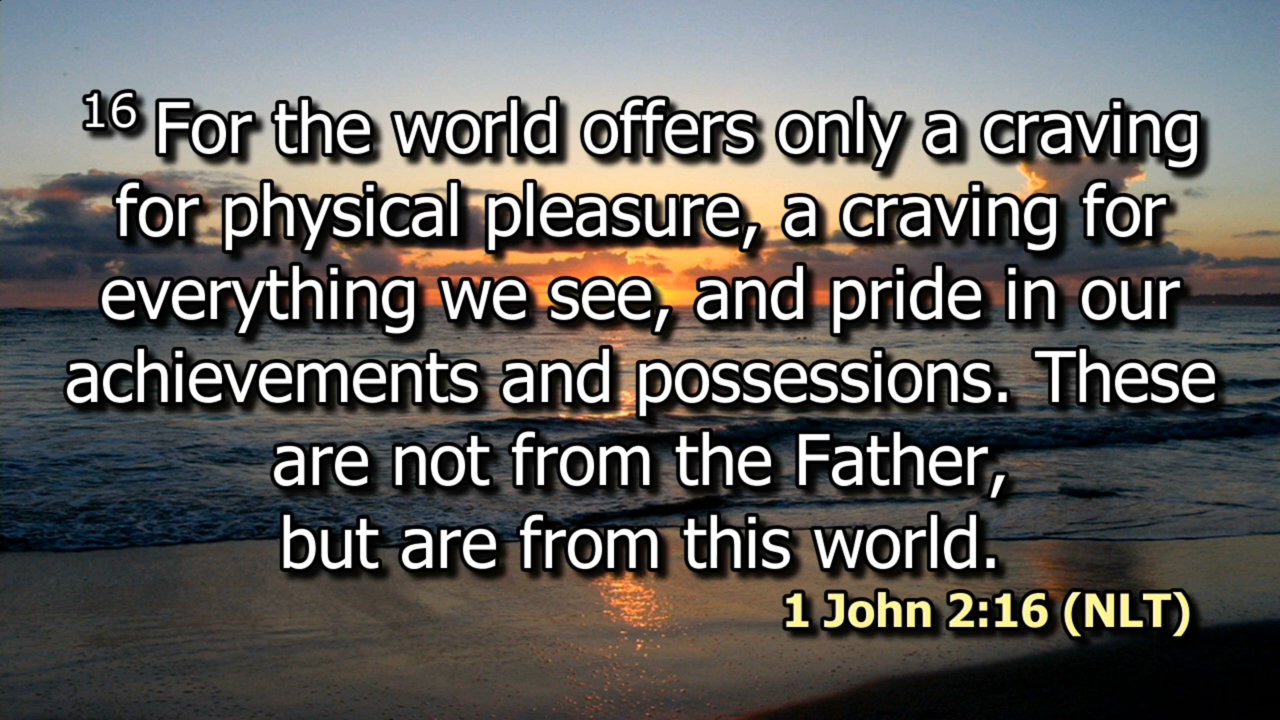 16 For the world offers only a craving
for physical pleasure, a craving for
everything we see, and pride in our
achievements and possessions. These
are not from the Father,
but are from this world.
1 John 2:16 (NLT)